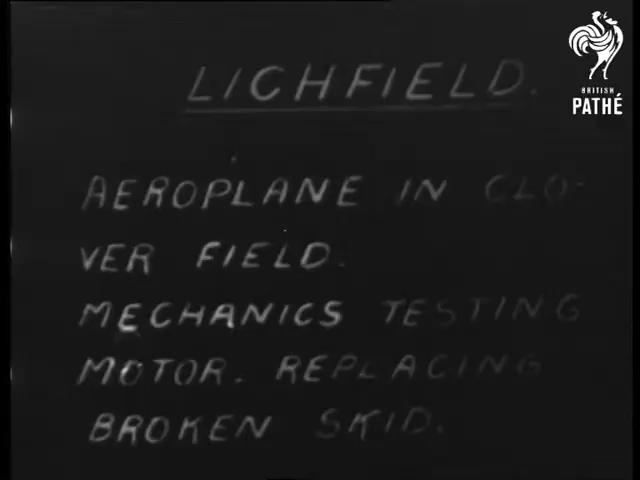 LICHFIELD.
BRITISH
PATHÉ
AEROPLANE IN CLO-
VER FIELD.
MECHANICS TESTING
MOTOR. REPLACING
BROKEN SKID.